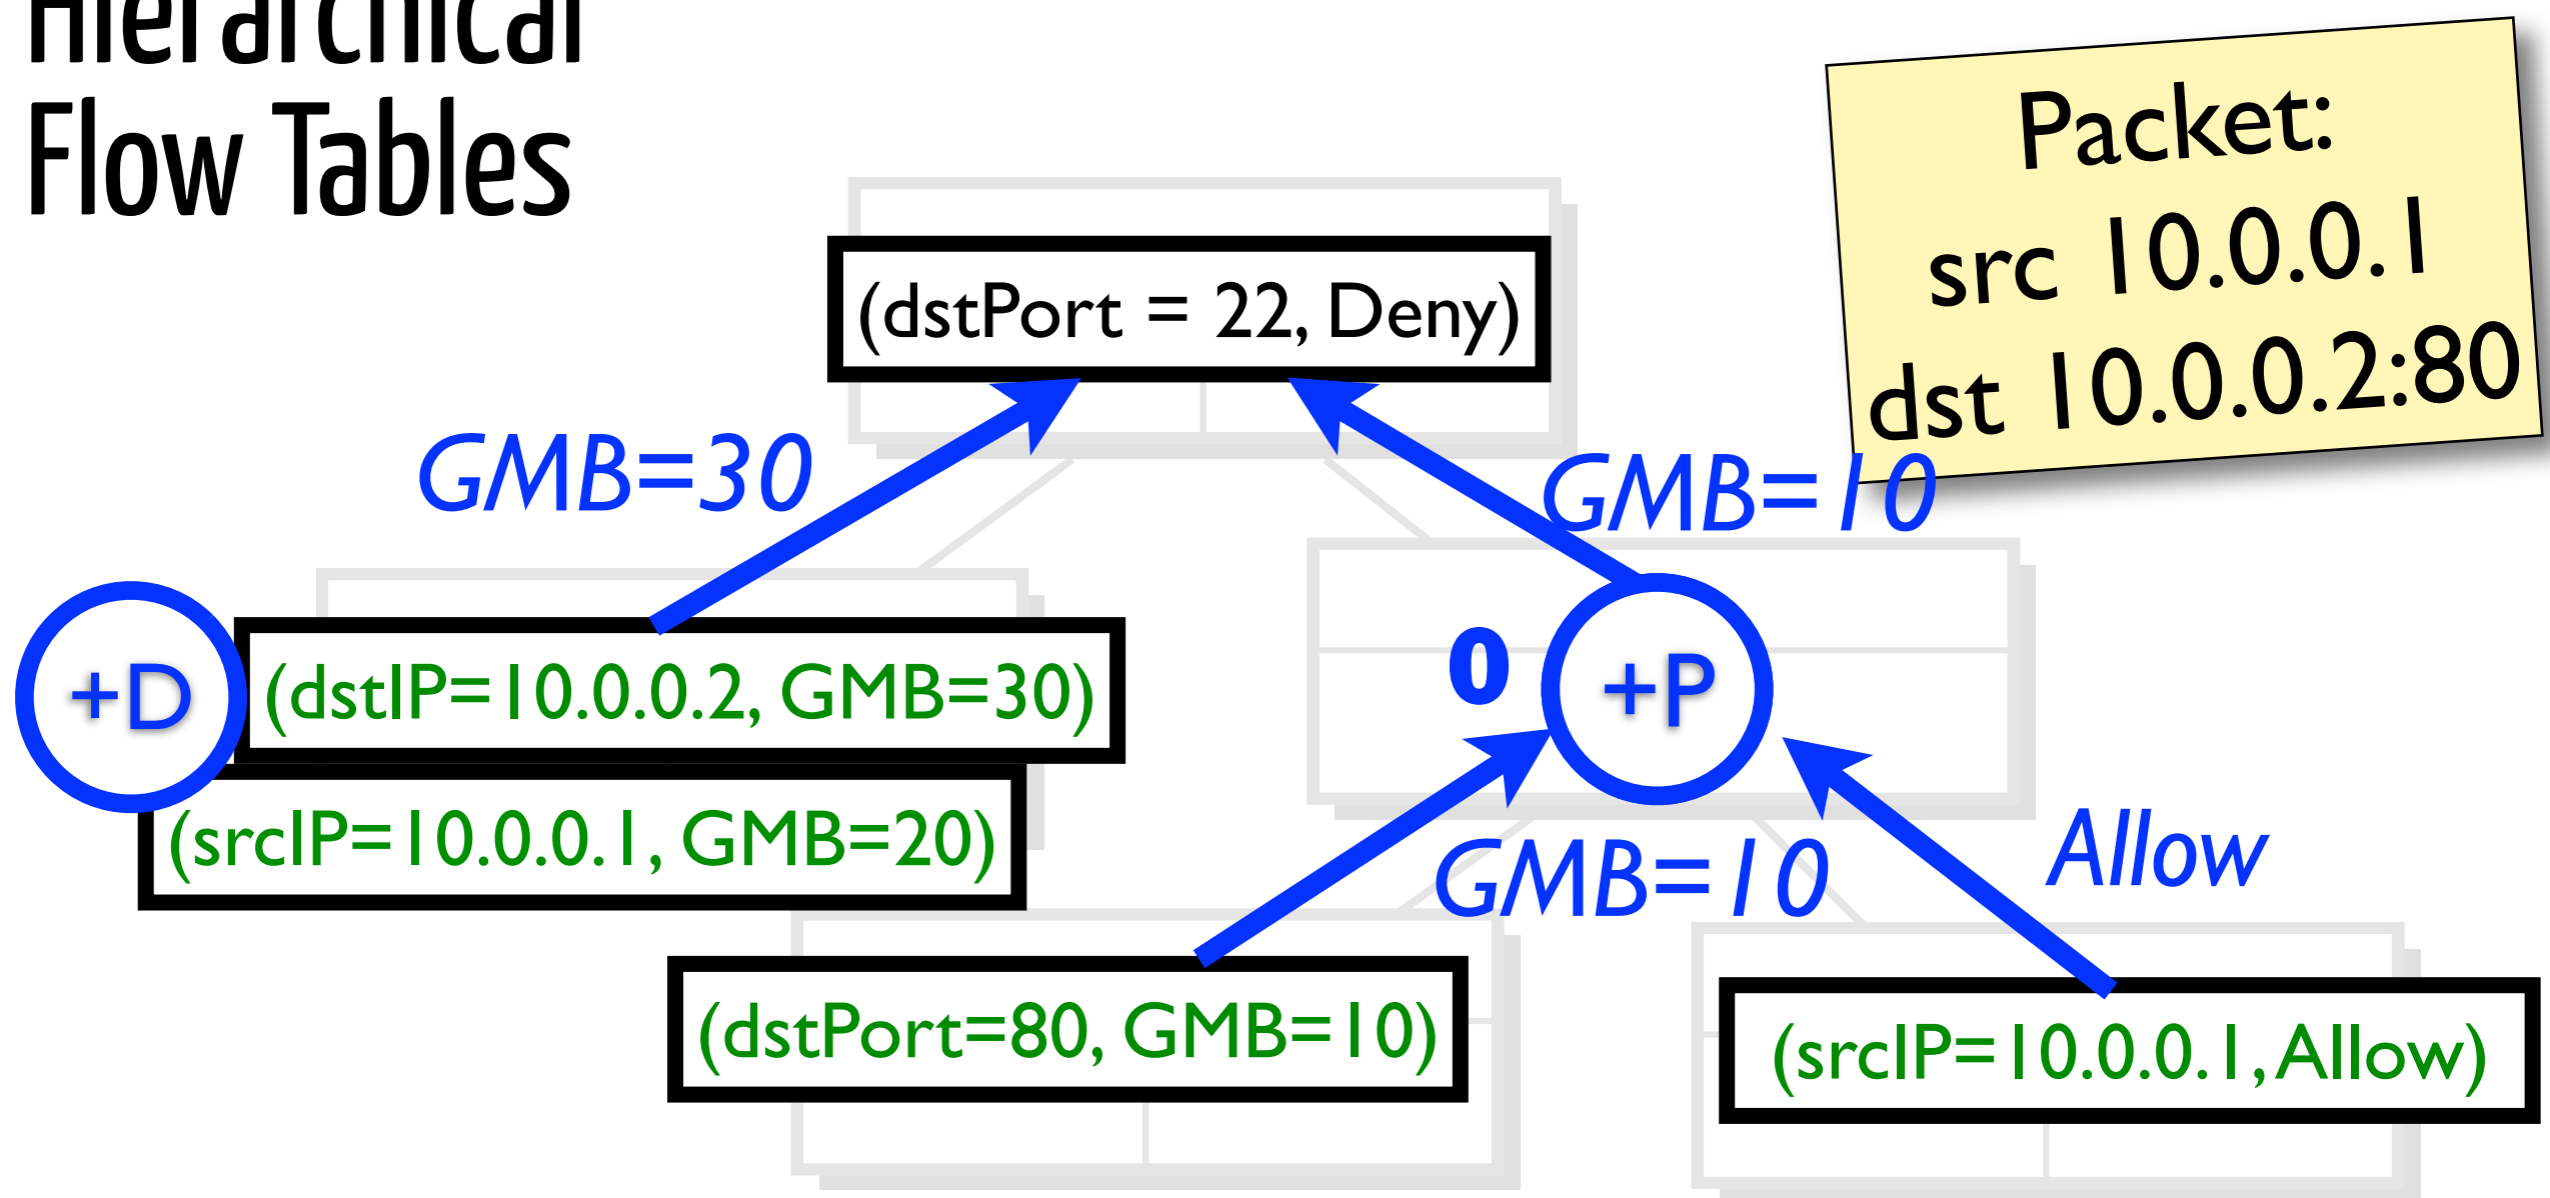 Hierarchical
Flow Tables
Packet:
src 10.0.0.1
dst 10.0.0.2:80
(dstPort = 22, Deny)
GMB=30
GMB=10
+D
(dstIP=10.0.0.2, GMB=30)
0
+P
(srcIP=10.0.0.1, GMB=20)
GMB=10
Allow
(dstPort=80, GMB=10)
(srcIP=10.0.0.1, Allow)